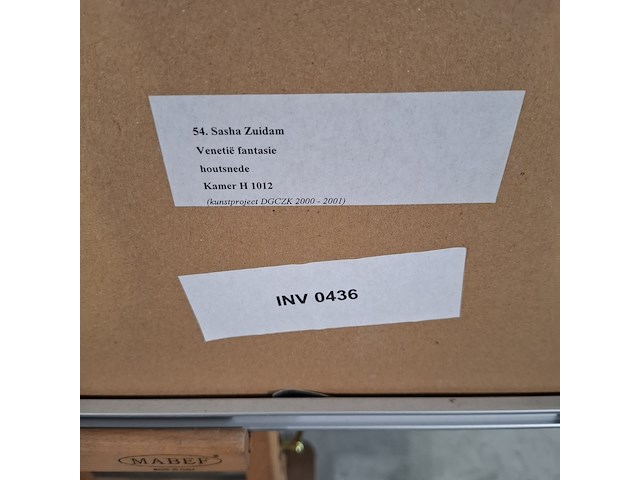 54. Sasha Zuidam
Venetië fantasie
houtsnede
Kamer H 1012
(kunstproject DGCZK 2000 - 2001)
INV 0436
MABEF